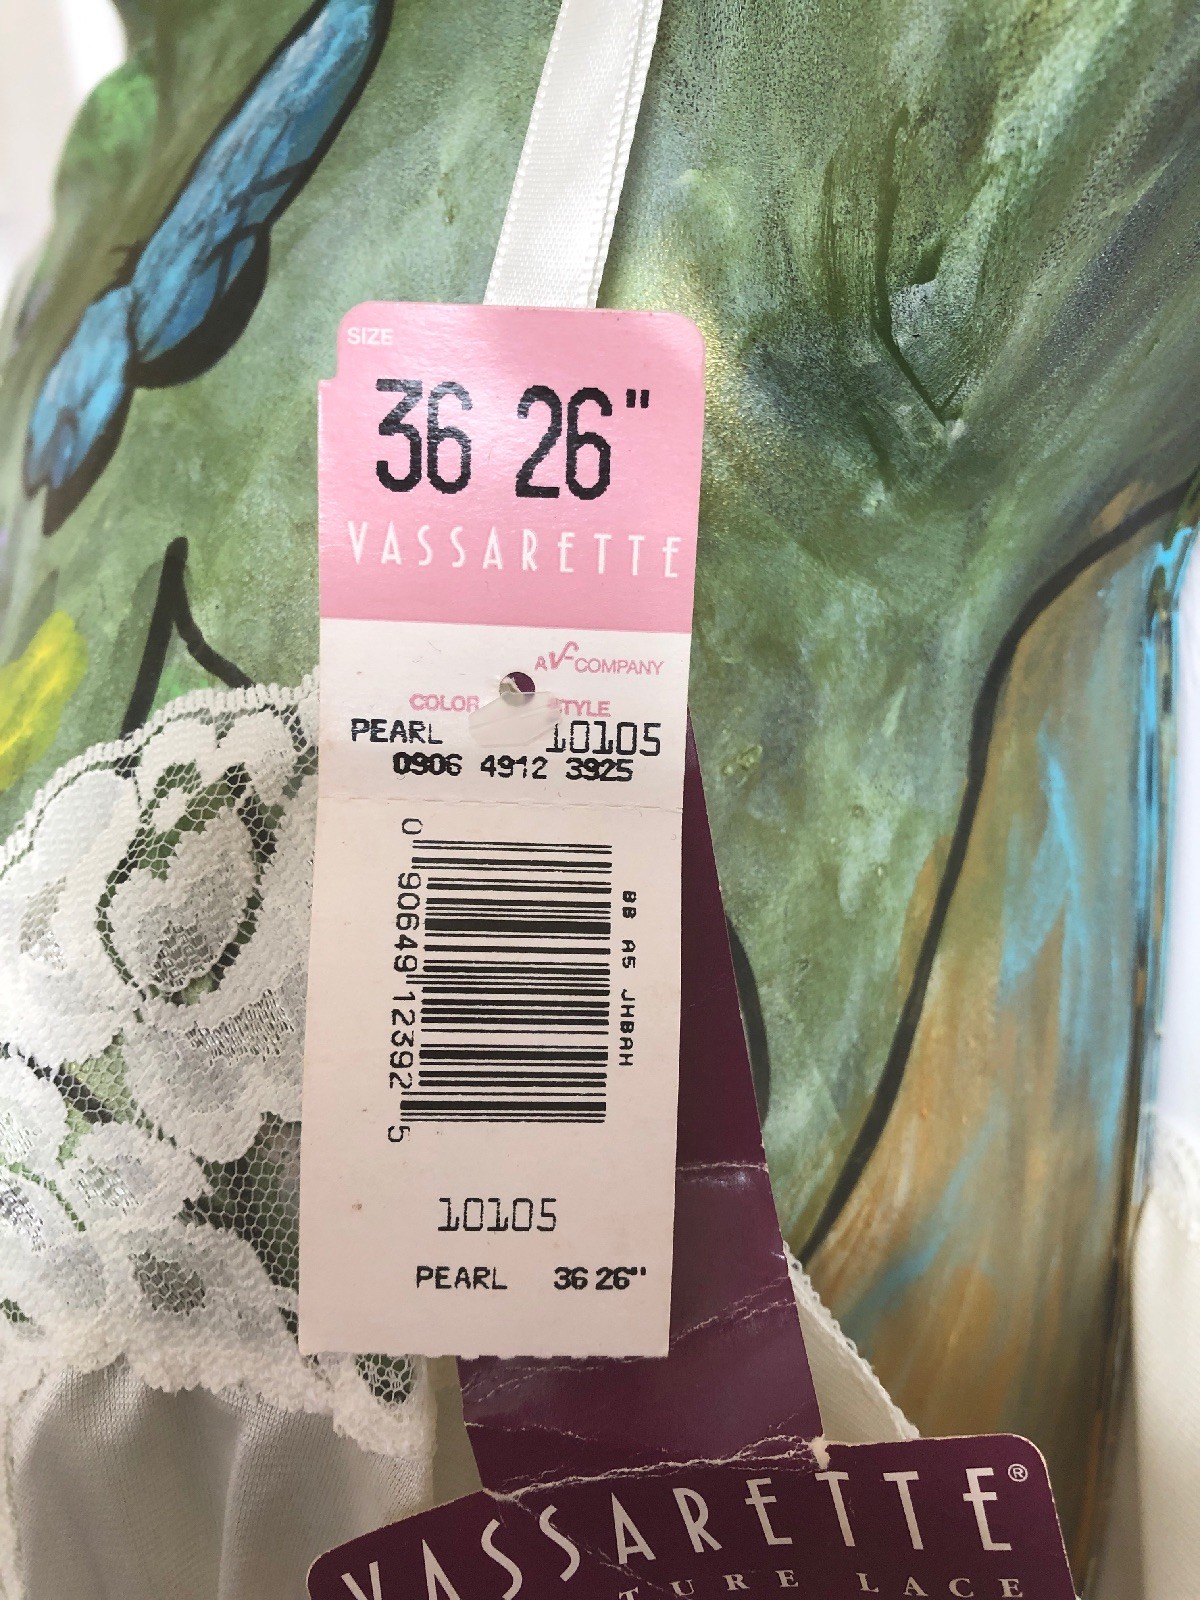 SIZE
36 26"
VASSARETTE
A VF COMPANY
COLOR STYLE
PEARL 10105
0906 4912 3925
0 90649 12392 5
BB A5 JHBAH
10105
PEARL 36 26"
VASSARETTE®
LACE